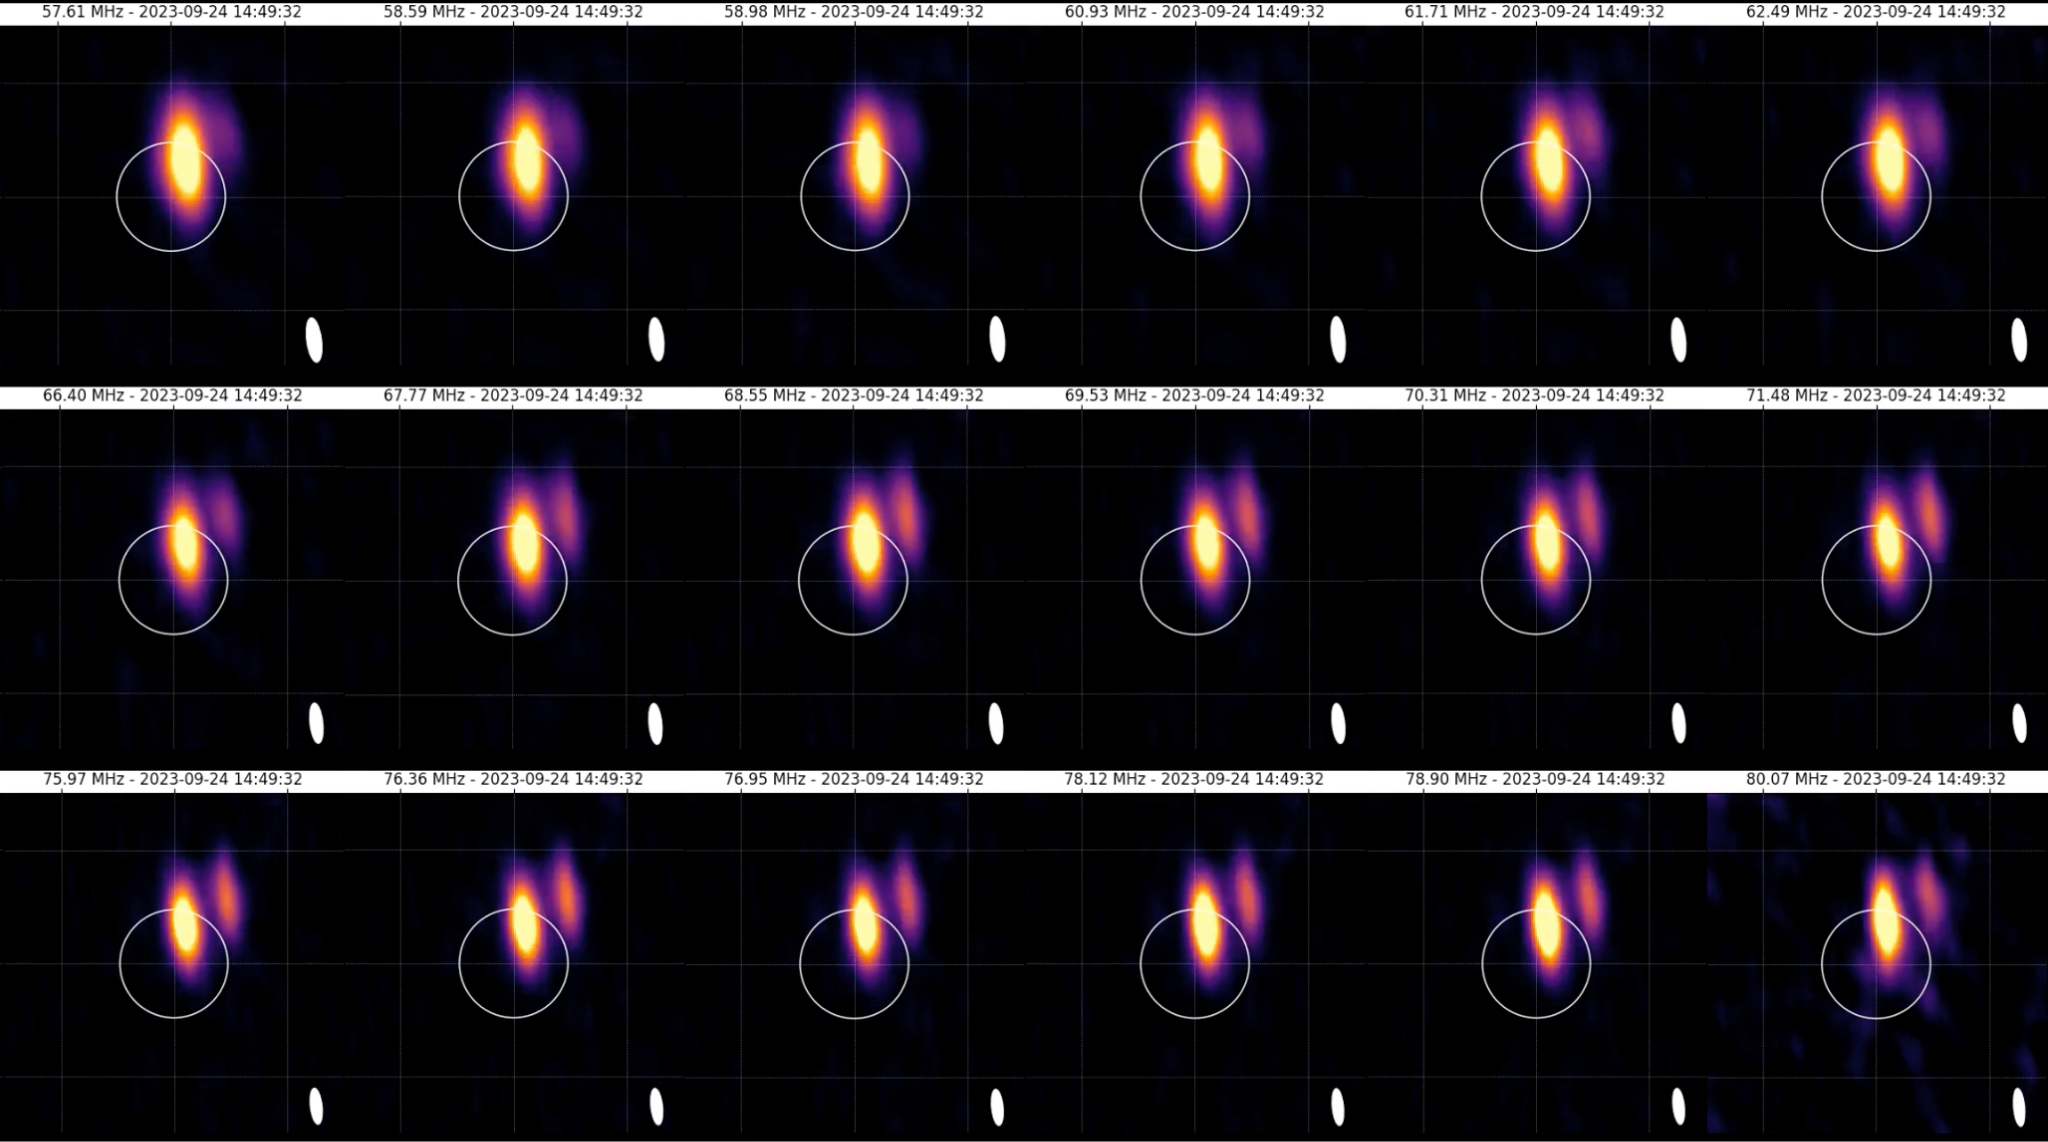 57.61 MHz - 2023-09-24 14:49:32
58.59 MHz - 2023-09-24 14:49:32
58.98 MHz - 2023-09-24 14:49:32
60.93 MHz - 2023-09-24 14:49:32
61.71 MHz - 2023-09-24 14:49:32
62.49 MHz - 2023-09-24 14:49:32
66.40 MHz - 2023-09-24 14:49:32
67.77 MHz - 2023-09-24 14:49:32
68.55 MHz - 2023-09-24 14:49:32
69.53 MHz - 2023-09-24 14:49:32
70.31 MHz - 2023-09-24 14:49:32
71.48 MHz - 2023-09-24 14:49:32
75.97 MHz - 2023-09-24 14:49:32
76.36 MHz - 2023-09-24 14:49:32
76.95 MHz - 2023-09-24 14:49:32
78.12 MHz - 2023-09-24 14:49:32
78.90 MHz - 2023-09-24 14:49:32
80.07 MHz - 2023-09-24 14:49:32